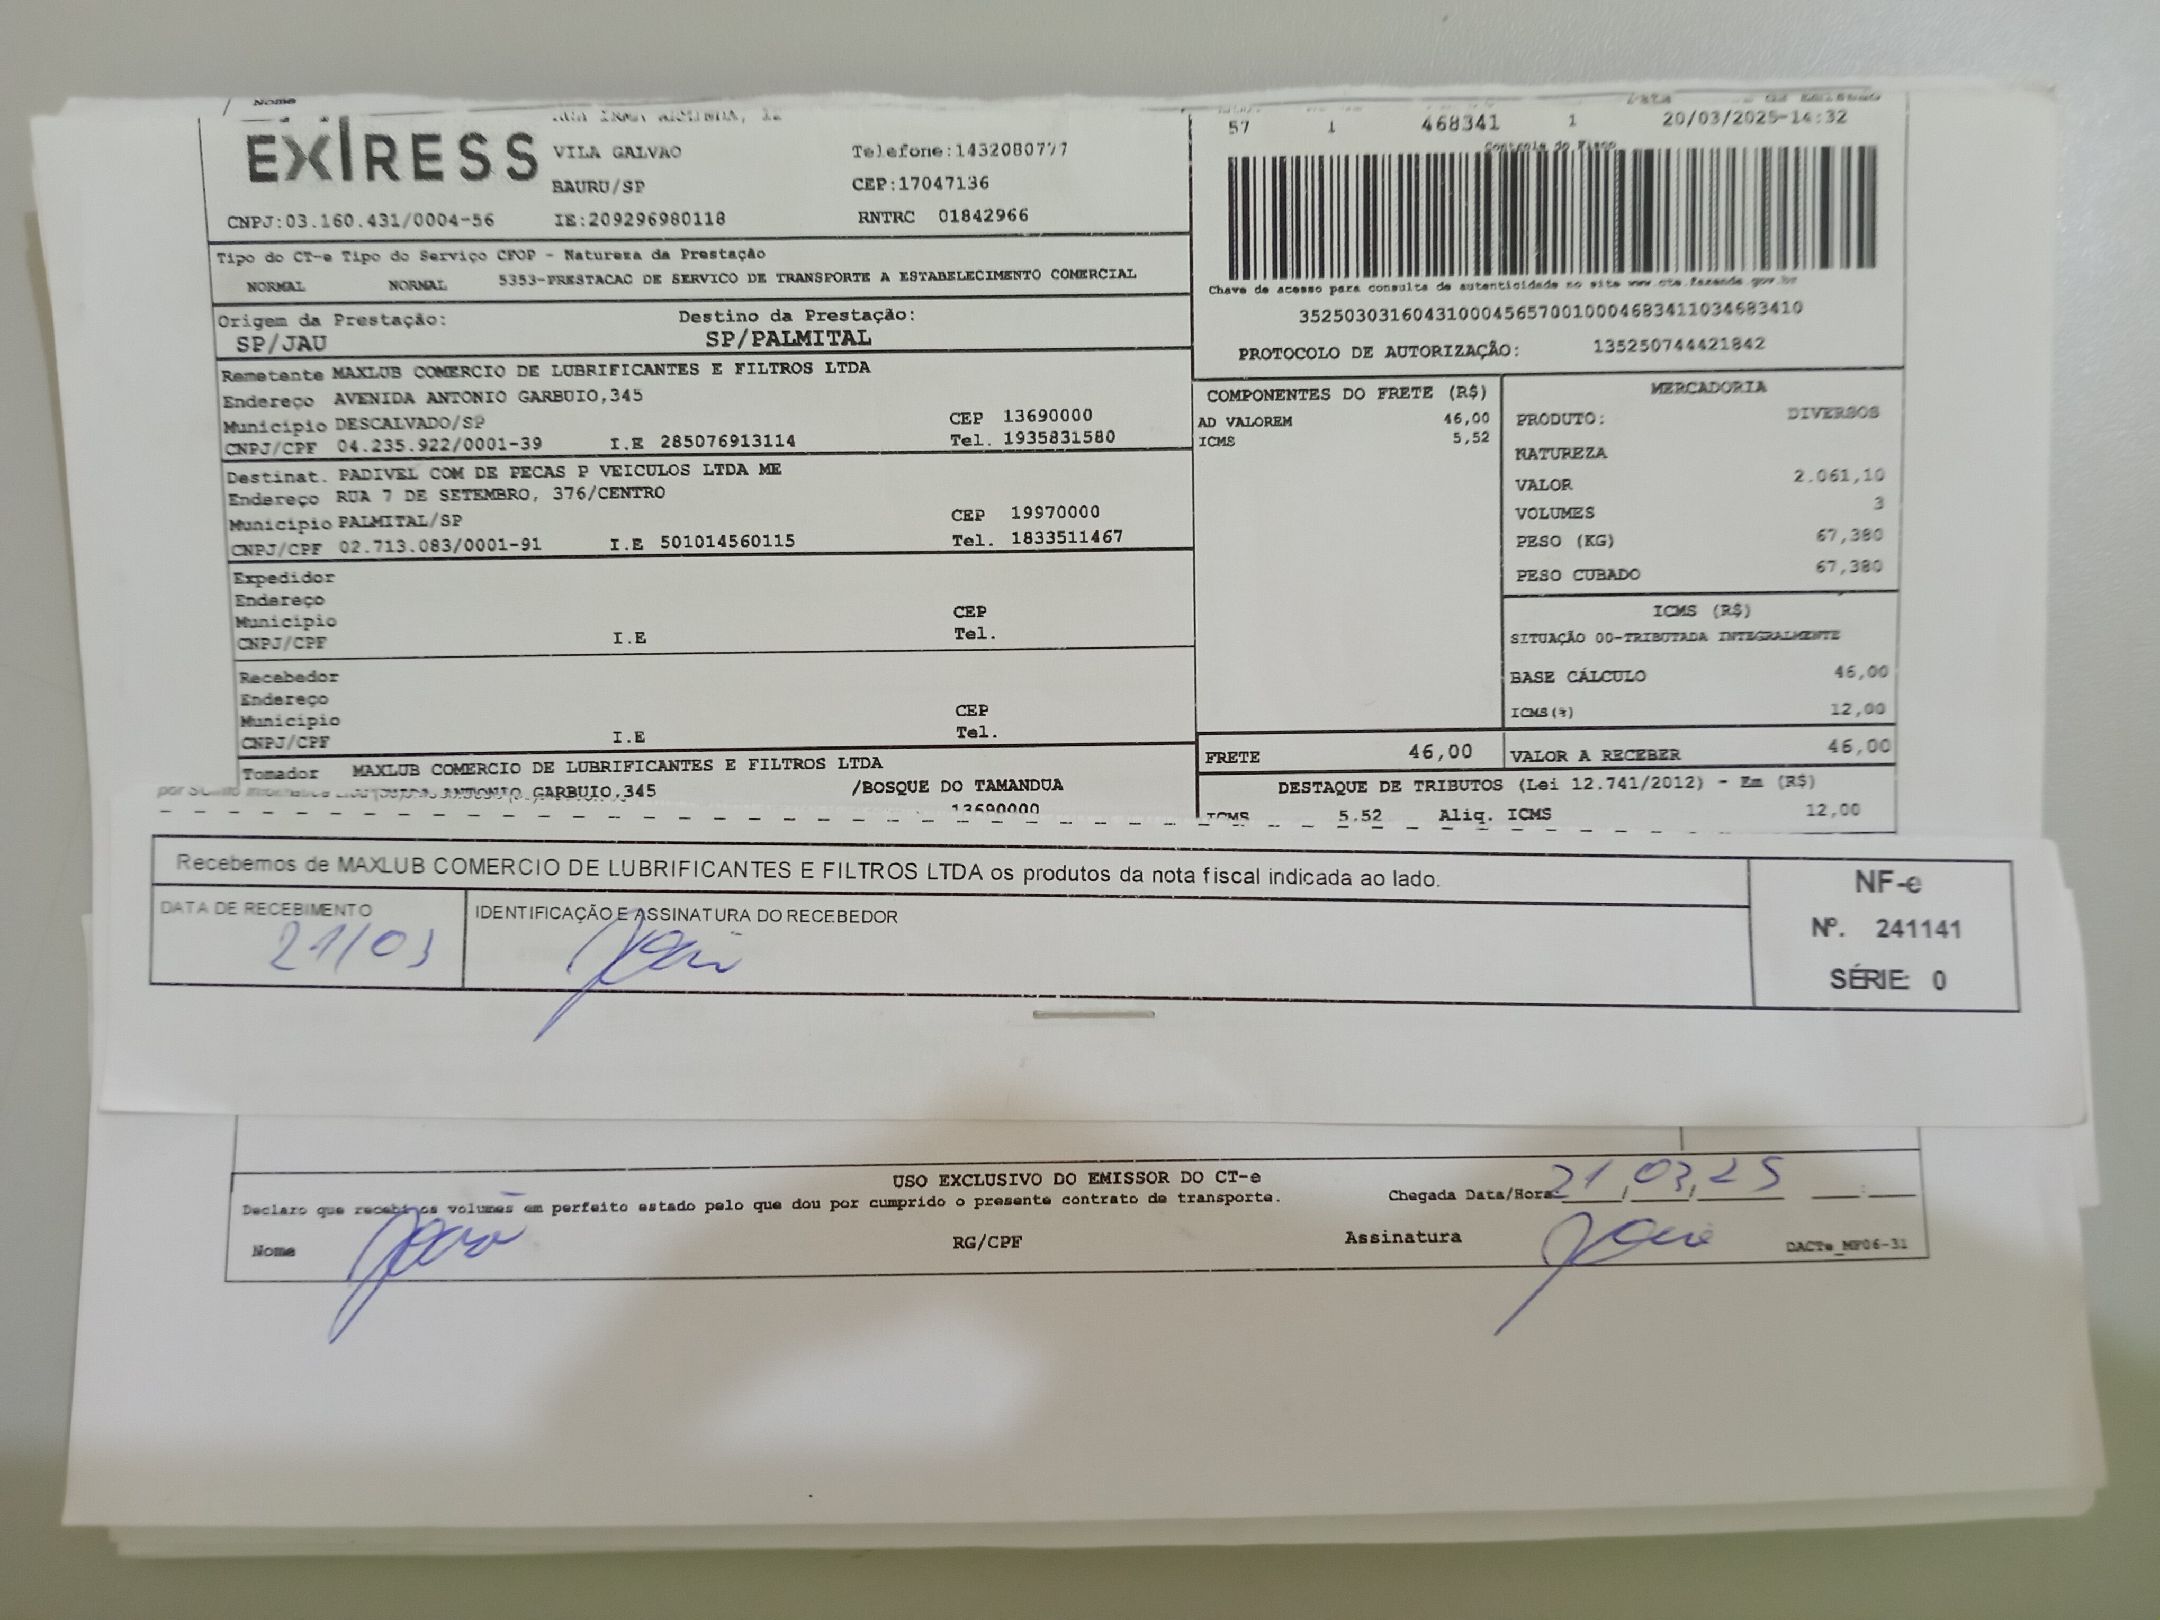 Nome
EXPRESS
VILA GALVAO Telefone:1432080777
BAURU/SP CEP:17047136
CNPJ:03.160.431/0004-56 IE:209296980118 RNTRC 01842966
57 1 468341 1 20/03/2025-14:32
Controle do Fisco
Tipo do CT-e Tipo do Serviço CFOP - Natureza da Prestação
NORMAL NORMAL 5353-PRESTACAO DE SERVICO DE TRANSPORTE A ESTABELECIMENTO COMERCIAL
Chave de acesso para consulta de autenticidade no site www.cte.fazenda.gov.br
35250303160431000456570010004683411034683410
PROTOCOLO DE AUTORIZAÇÃO: 135250744421842
Origem da Prestação: Destino da Prestação:
SP/JAU SP/PALMITAL
Remetente MAXLUB COMERCIO DE LUBRIFICANTES E FILTROS LTDA
Endereço AVENIDA ANTONIO GARBUIO,345
Município DESCALVADO/SP CEP 13690000
CNPJ/CPF 04.235.922/0001-39 I.E 285076913114 Tel. 1935831580
Destinat. PADIVEL COM DE PECAS P VEICULOS LTDA ME
Endereço RUA 7 DE SETEMBRO, 376/CENTRO
Município PALMITAL/SP CEP 19970000
CNPJ/CPF 02.713.083/0001-91 I.E 501014560115 Tel. 1833511467
Expedidor
Endereço
Município CEP
CNPJ/CPF I.E Tel.
Recebedor
Endereço
Município CEP
CNPJ/CPF I.E Tel.
Tomador MAXLUB COMERCIO DE LUBRIFICANTES E FILTROS LTDA
ANTONIO GARBUIO,345 /BOSQUE DO TAMANDUA
13690000
COMPONENTES DO FRETE (R$)
AD VALOREM 46,00
ICMS 5,52
MERCADORIA
PRODUTO: DIVERSOS
NATUREZA
VALOR 2.061,10
VOLUMES 3
PESO (KG) 67,380
PESO CUBADO 67,380
ICMS (R$)
SITUAÇÃO 00-TRIBUTADA INTEGRALMENTE
BASE CÁLCULO 46,00
ICMS(%) 12,00
FRETE 46,00 VALOR A RECEBER 46,00
DESTAQUE DE TRIBUTOS (Lei 12.741/2012) - Em (R$)
ICMS 5,52 Aliq. ICMS 12,00
Recebemos de MAXLUB COMERCIO DE LUBRIFICANTES E FILTROS LTDA os produtos da nota fiscal indicada ao lado.
DATA DE RECEBIMENTO IDENTIFICAÇÃO E ASSINATURA DO RECEBEDOR
21/03
NF-e
Nº. 241141
SÉRIE: 0
USO EXCLUSIVO DO EMISSOR DO CT-e
Declaro que recebi os volumes em perfeito estado pelo que dou por cumprido o presente contrato de transporte. Chegada Data/Hora: 21/03/25 :
Nome RG/CPF Assinatura DACTe_MF06-31